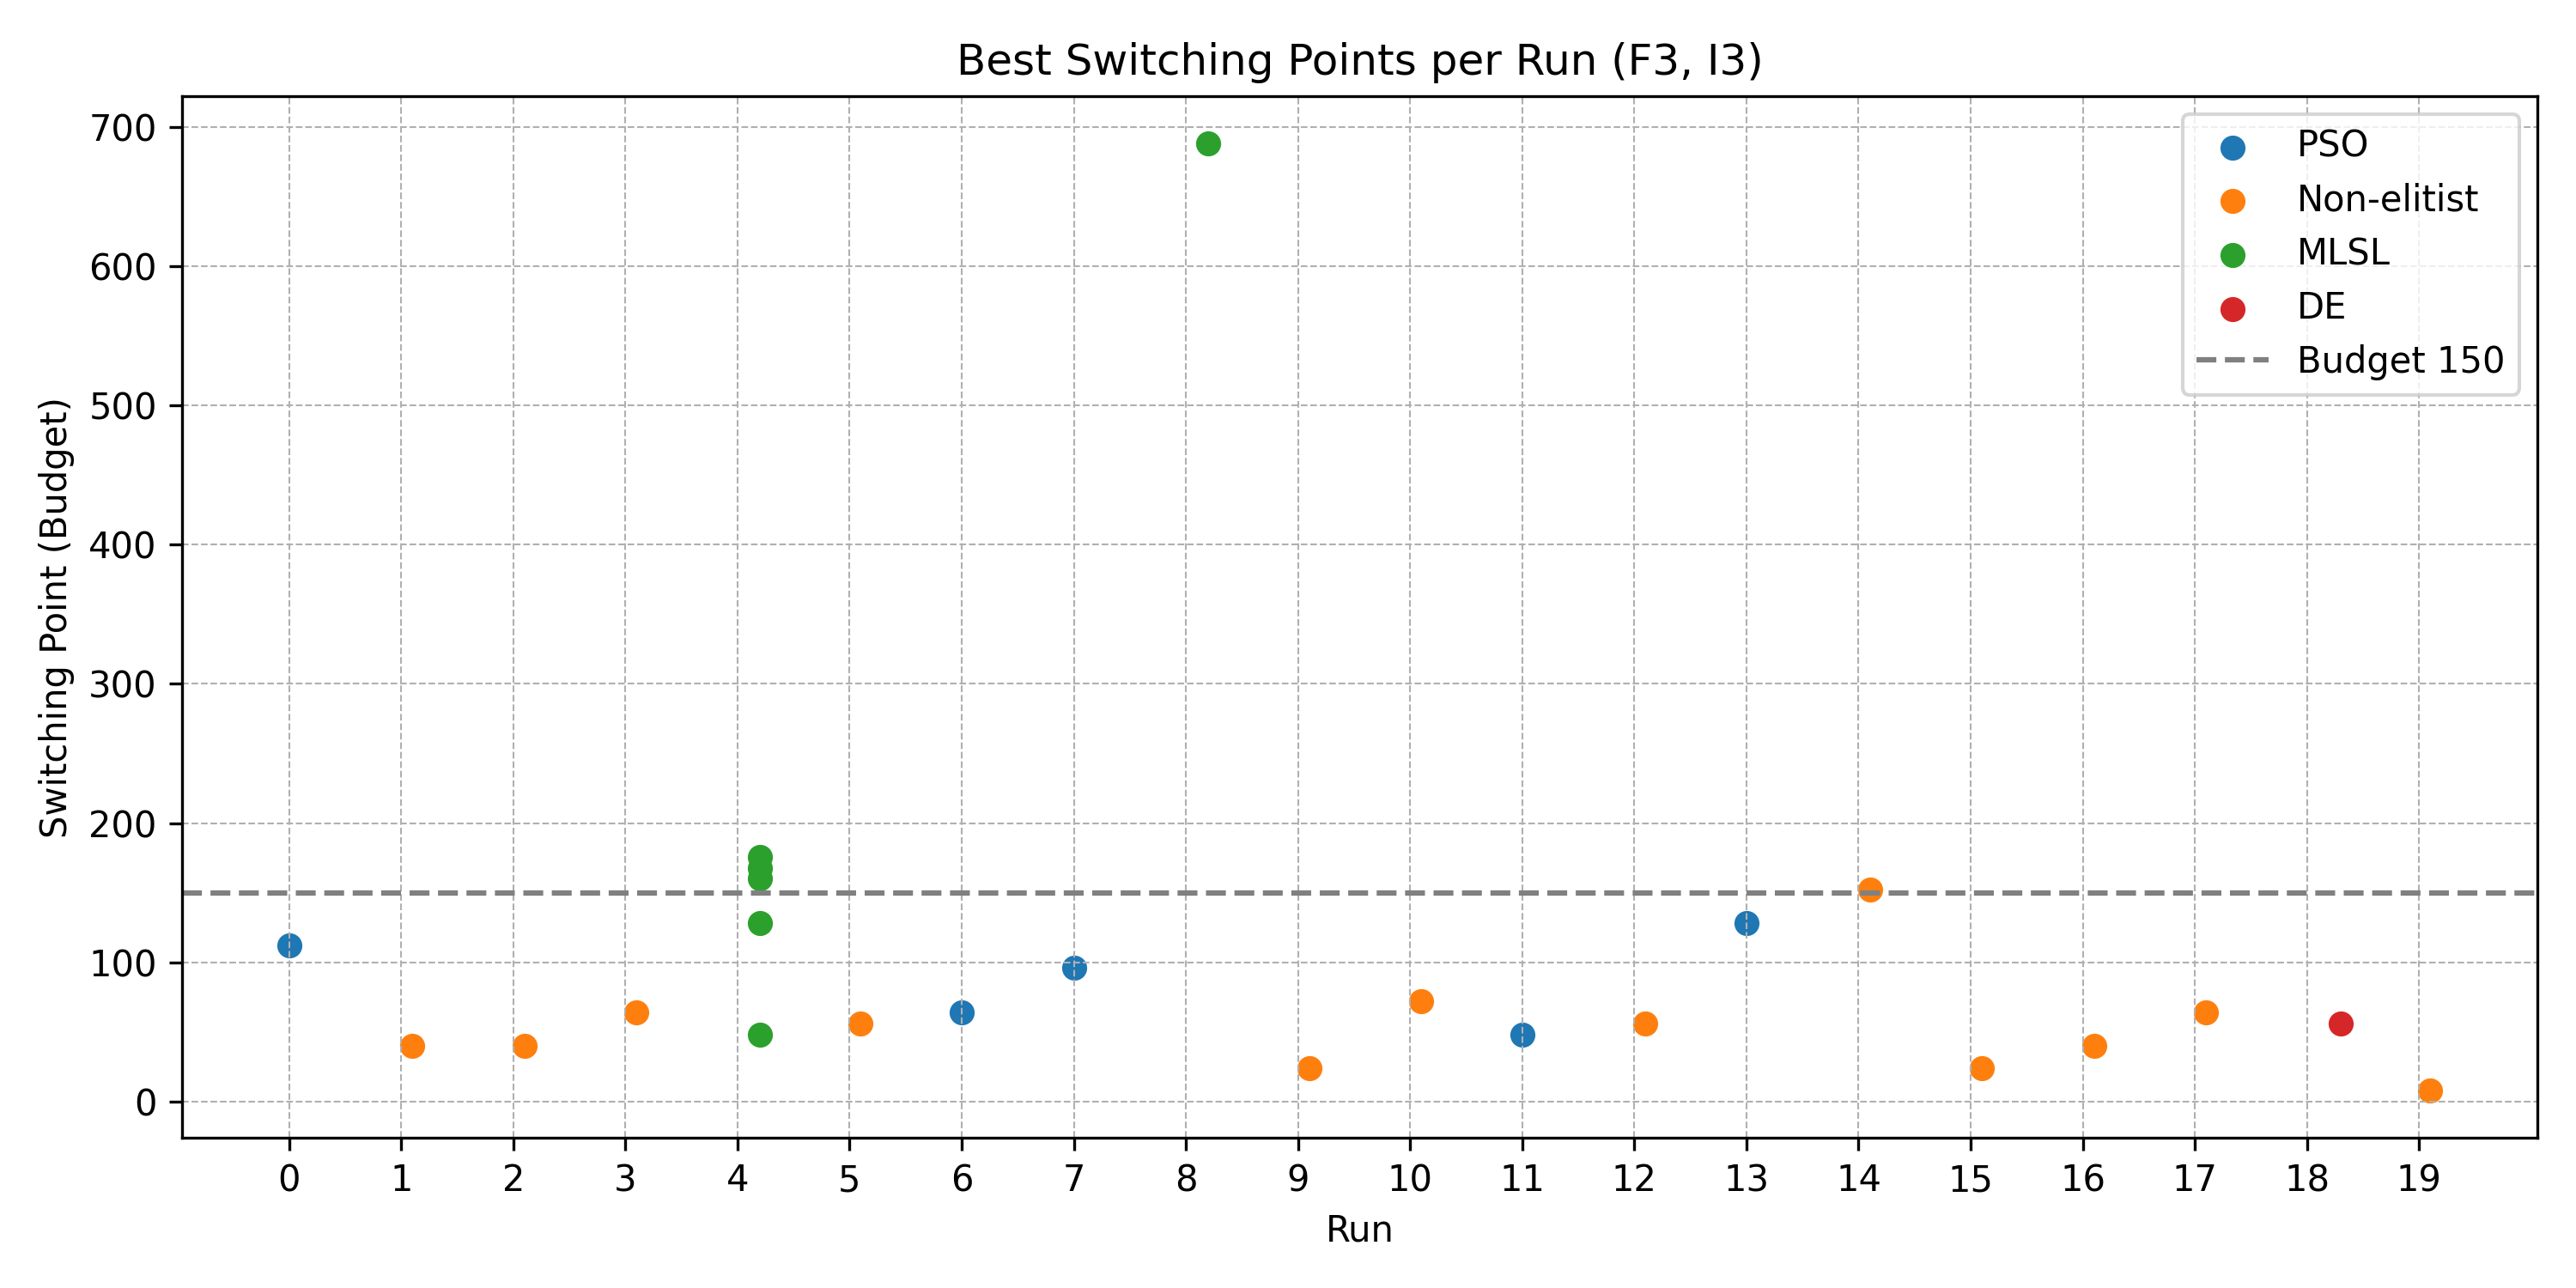 Best Switching Points per Run (F3, I3)
Switching Point (Budget)
700
600
500
400
300
200
100
0
PSO
Non-elitist
MLSL
DE
Budget 150
0 1 2 3 4 5 6 7 8 9 10 11 12 13 14 15 16 17 18 19
Run